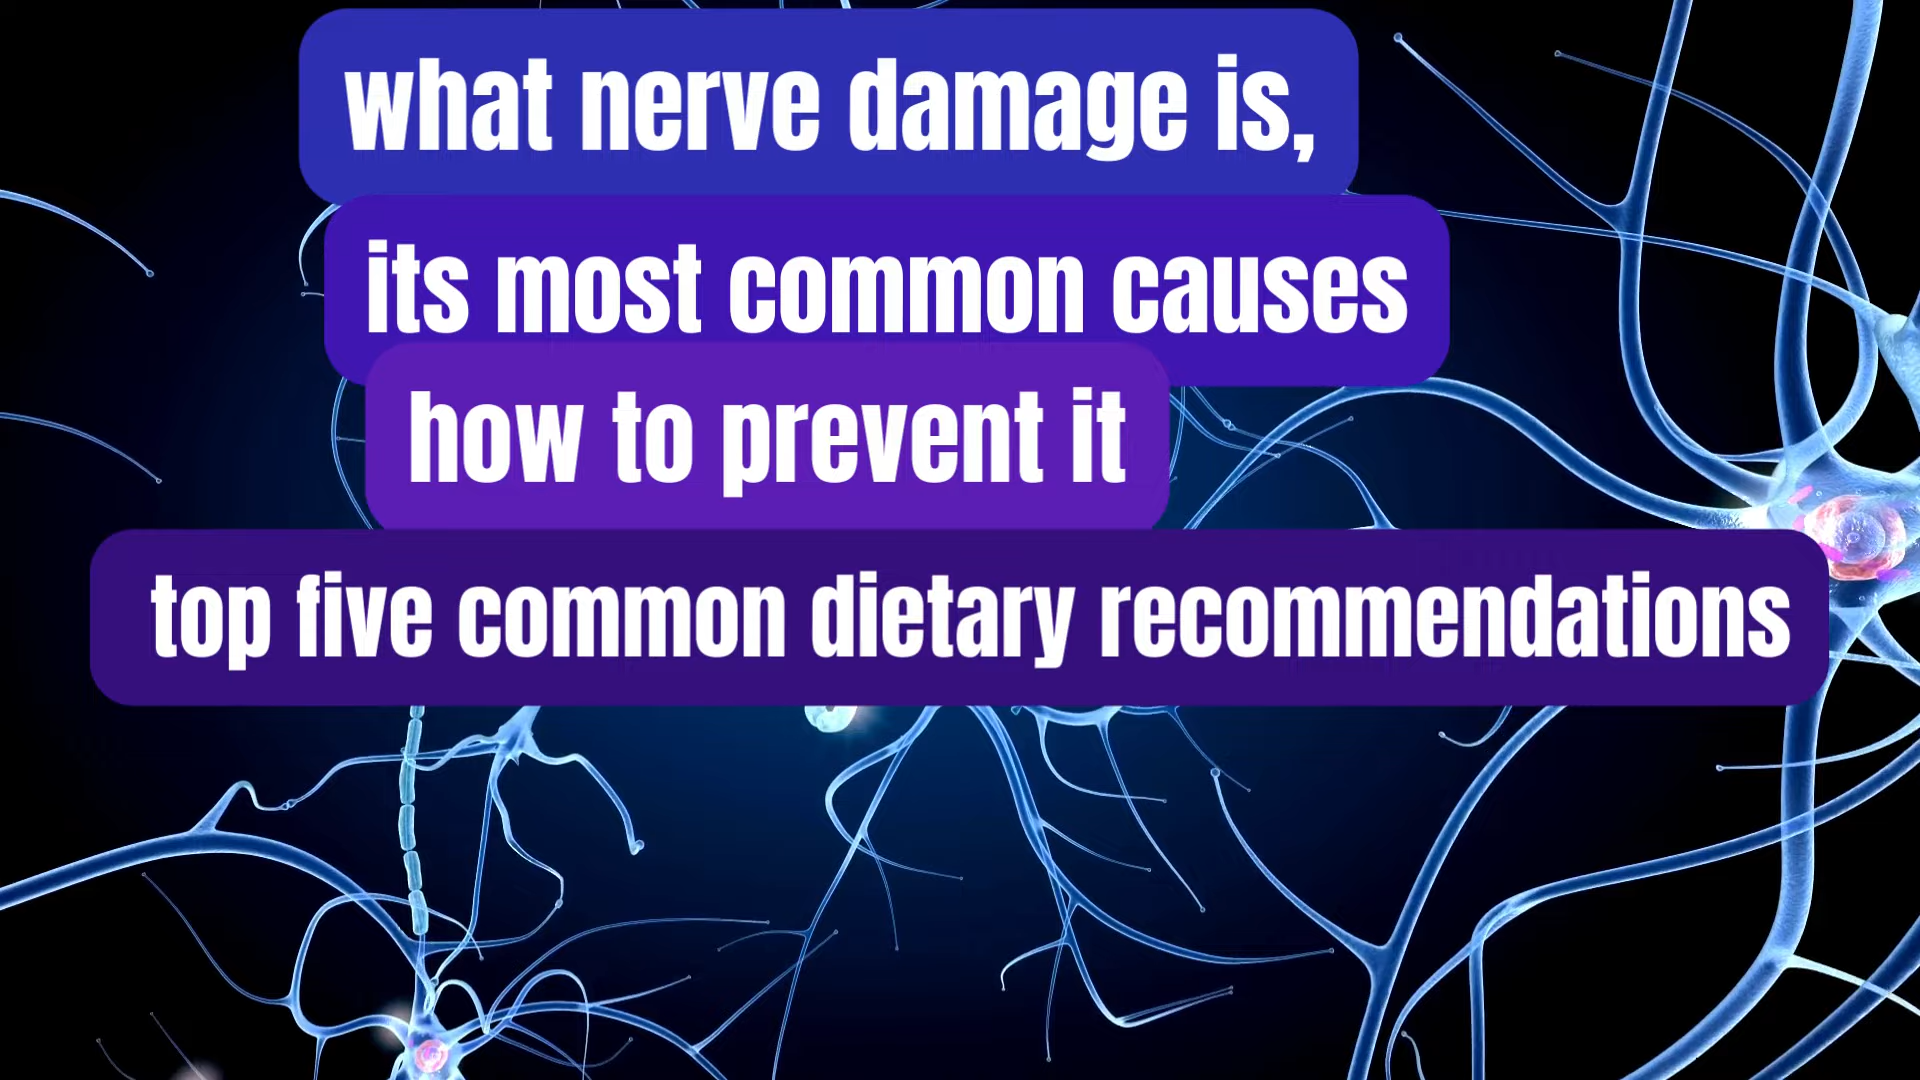 what nerve damage is,
its most common causes
how to prevent it
top five common dietary recommendations